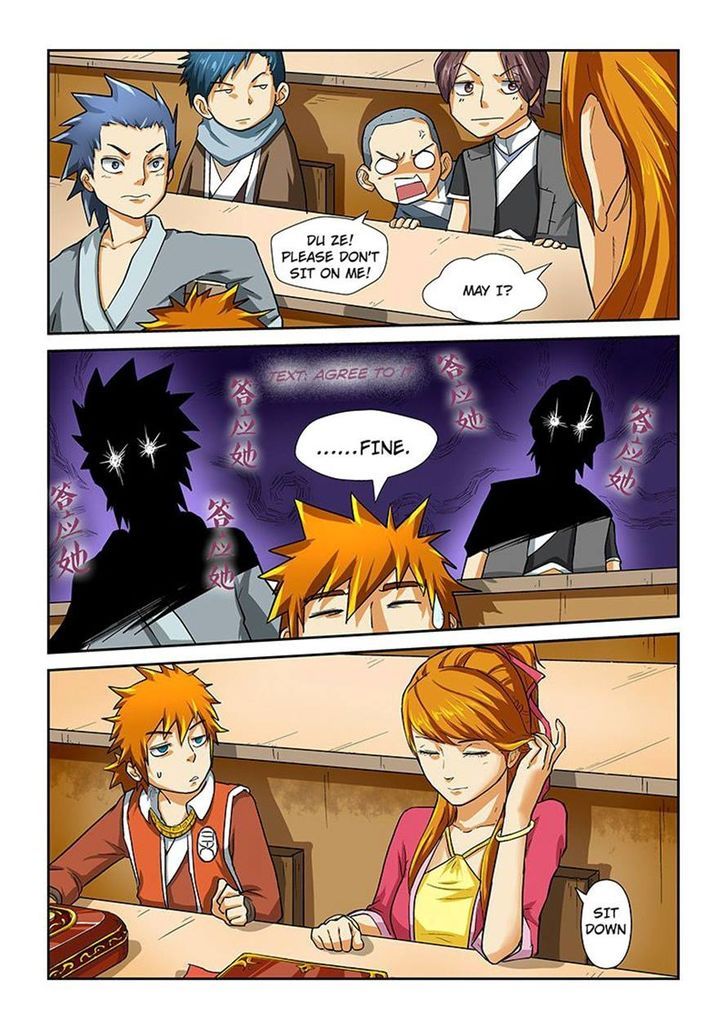 DU ZE!
PLEASE DON'T
SIT ON ME!
MAY I?
TEXT: AGREE TO IT
答应她
答应她
答应她
答应她
答应她
......FINE.
SIT
DOWN